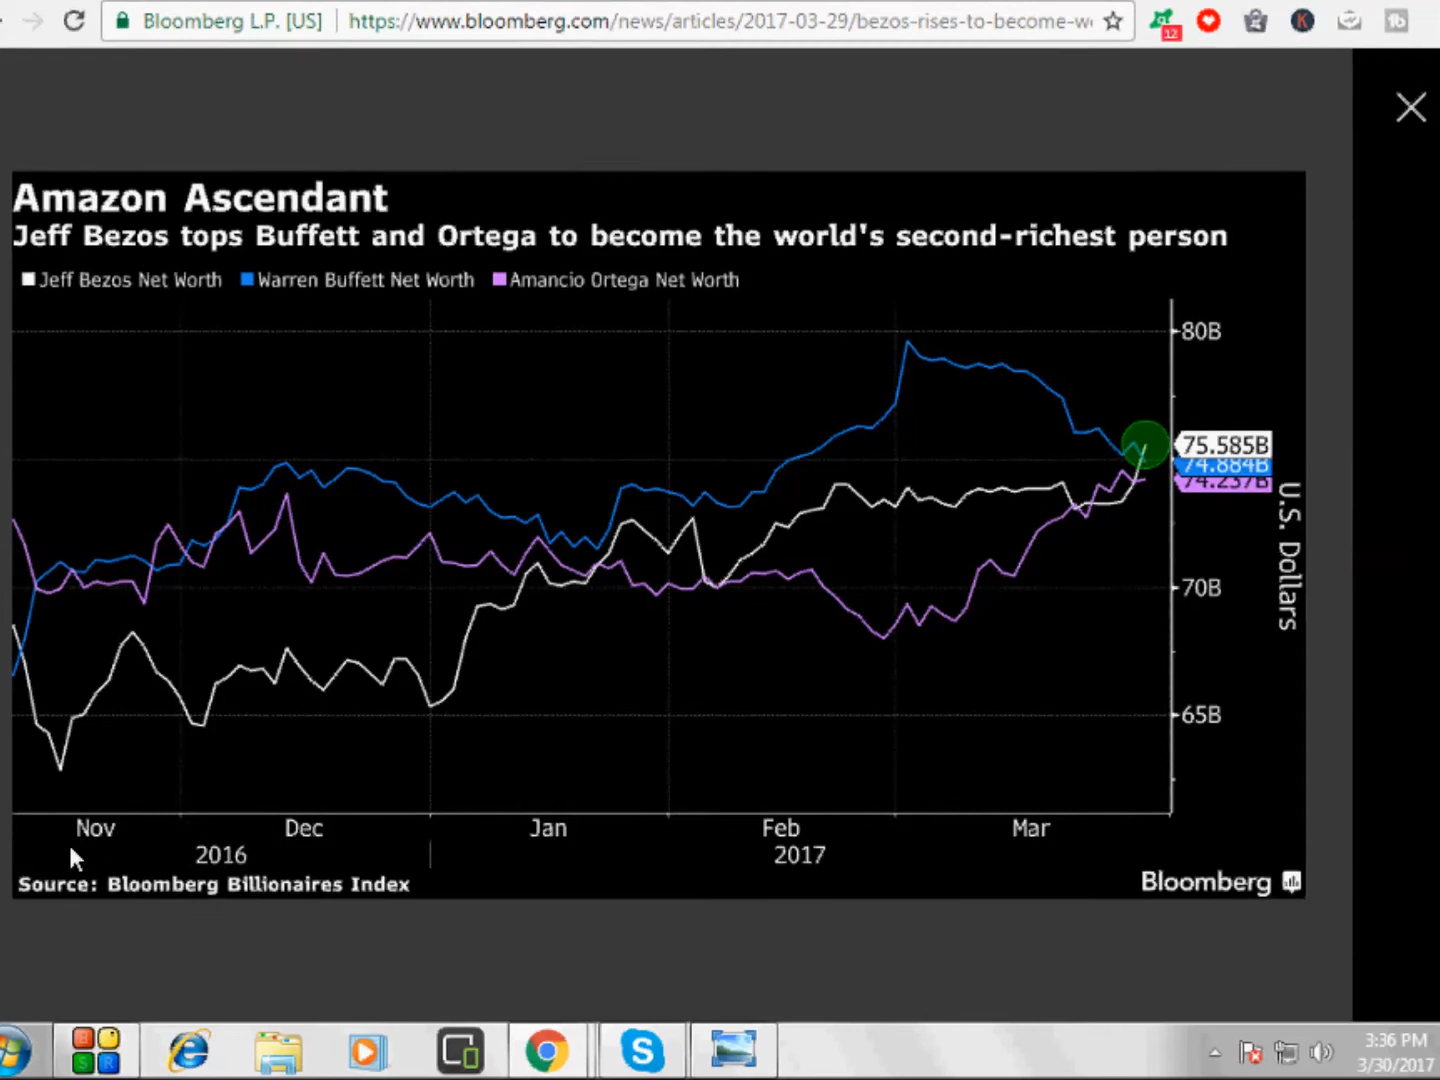 Bloomberg L.P. [US] https://www.bloomberg.com/news/articles/2017-03-29/bezos-rises-to-become-w
12
K
Amazon Ascendant
Jeff Bezos tops Buffett and Ortega to become the world's second-richest person
Jeff Bezos Net Worth Warren Buffett Net Worth Amancio Ortega Net Worth
80B
75.585B
74.884B
74.237B
70B
65B
U.S. Dollars
Nov Dec Jan Feb Mar
2016 2017
Source: Bloomberg Billionaires Index
Bloomberg
3:36 PM
3/30/2017